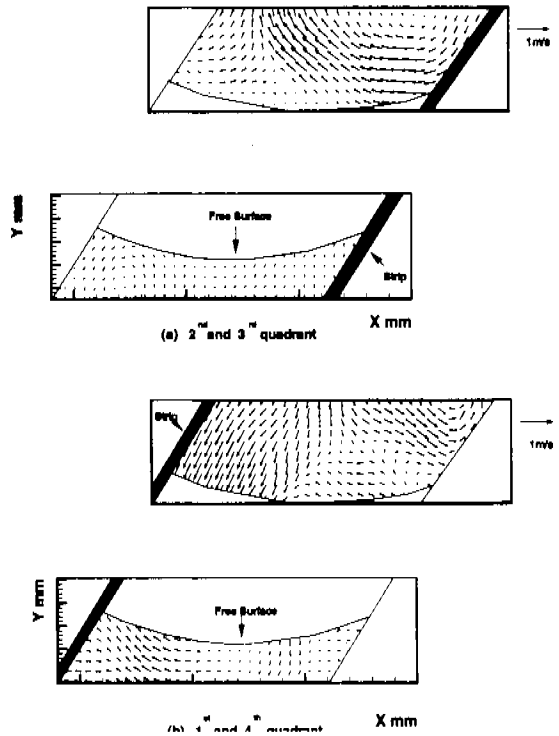 1m/s
Y mm
Free Surface
Strip
(a) 2nd and 3rd quadrant
X mm
Strip
1m/s
Y mm
Free Surface
(b) 1st and 4th quadrant
X mm